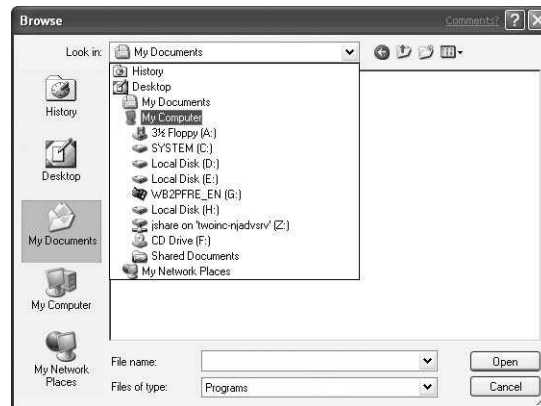 Browse
Comments?
Look in: My Documents
History
Desktop
My Documents
My Computer
3½ Floppy (A:)
SYSTEM (C:)
Local Disk (D:)
Local Disk (E:)
WB2PFRE_EN (G:)
Local Disk (H:)
jshare on 'twoinc-njadvsrv' (Z:)
CD Drive (F:)
Shared Documents
My Network Places
History
Desktop
My Documents
My Computer
My Network
Places
File name:
Open
Files of type: Programs
Cancel